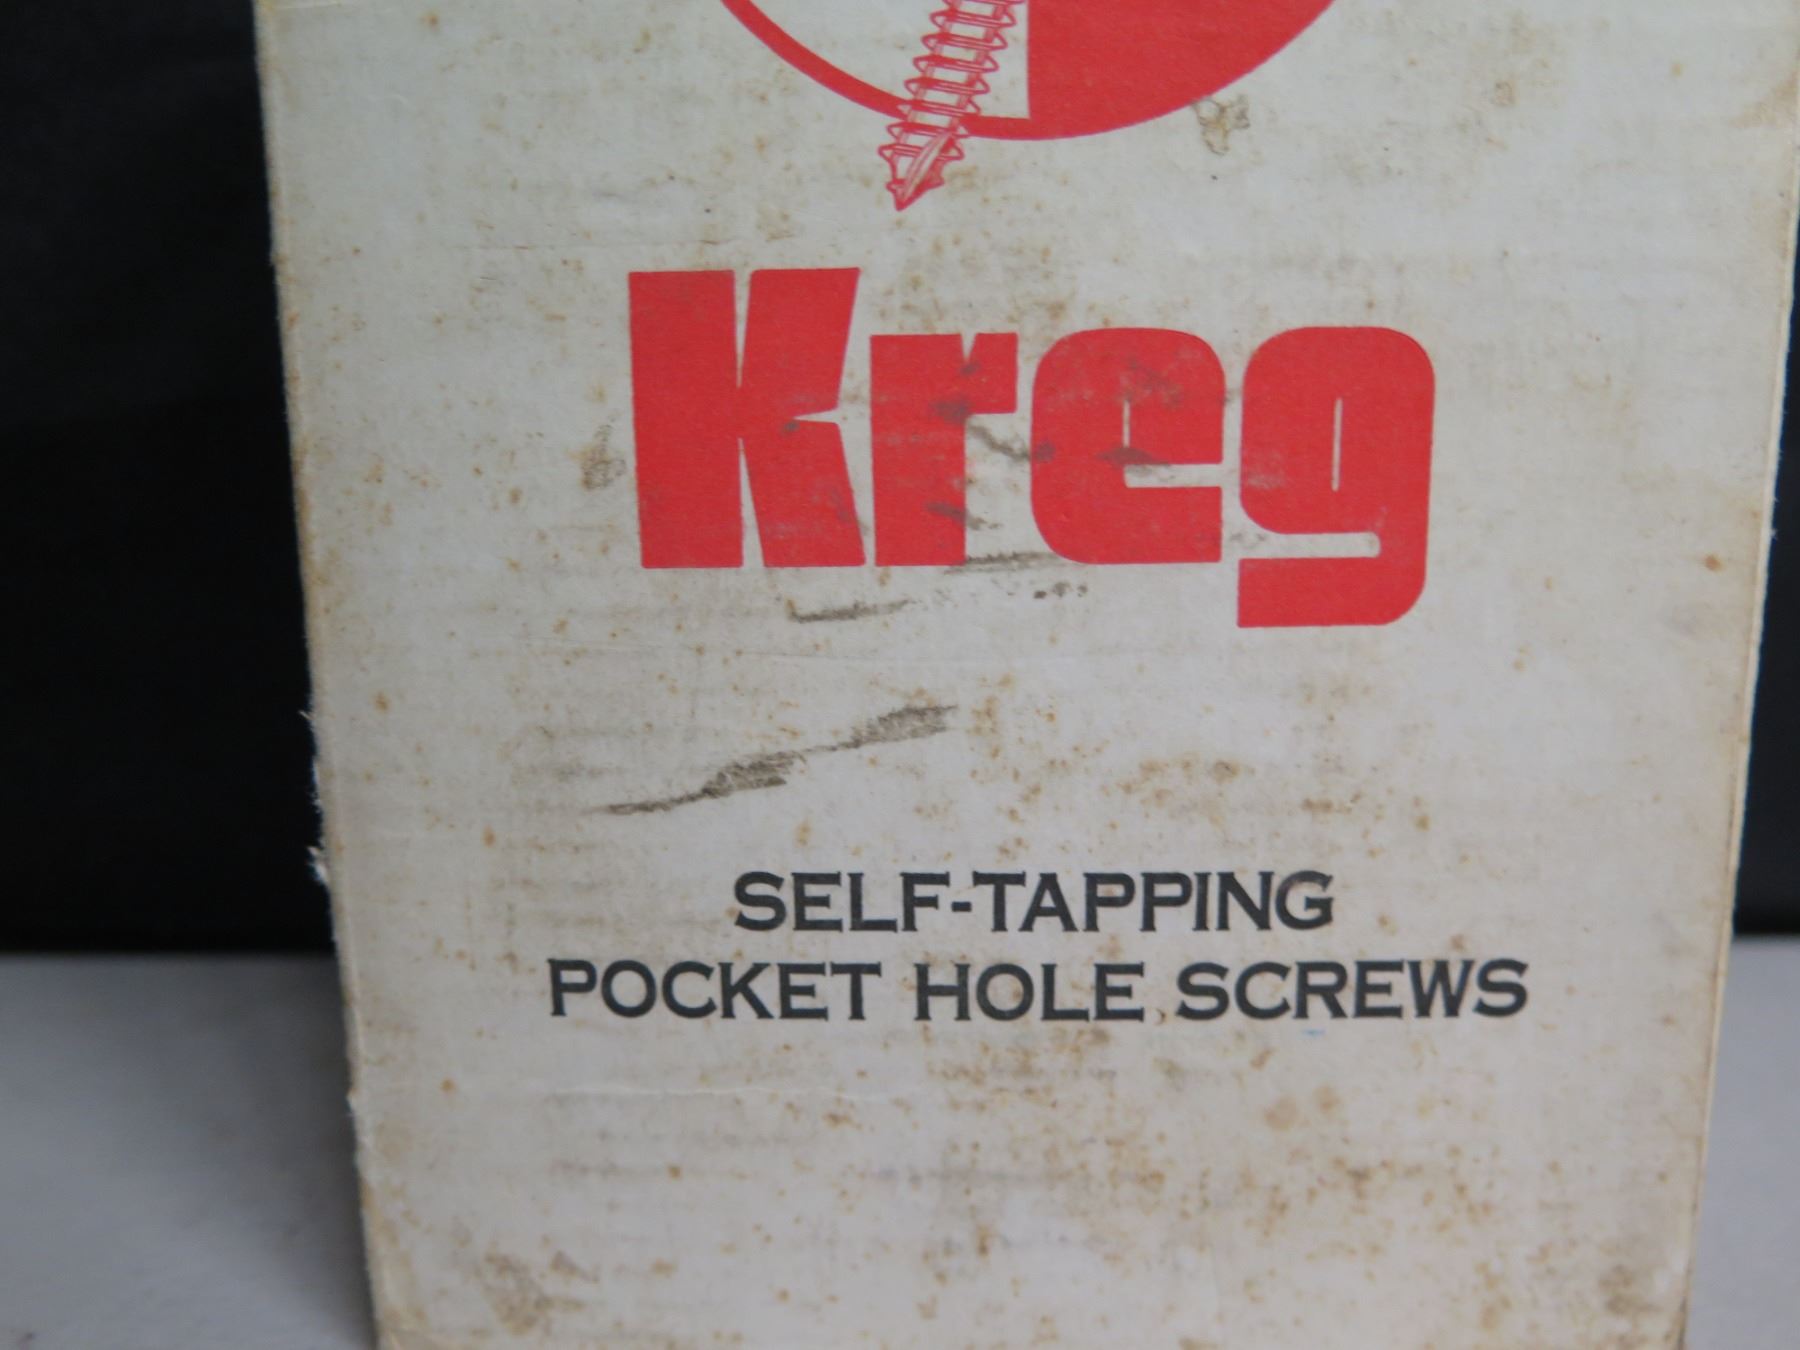 Kreg
SELF-TAPPING
POCKET HOLE SCREWS